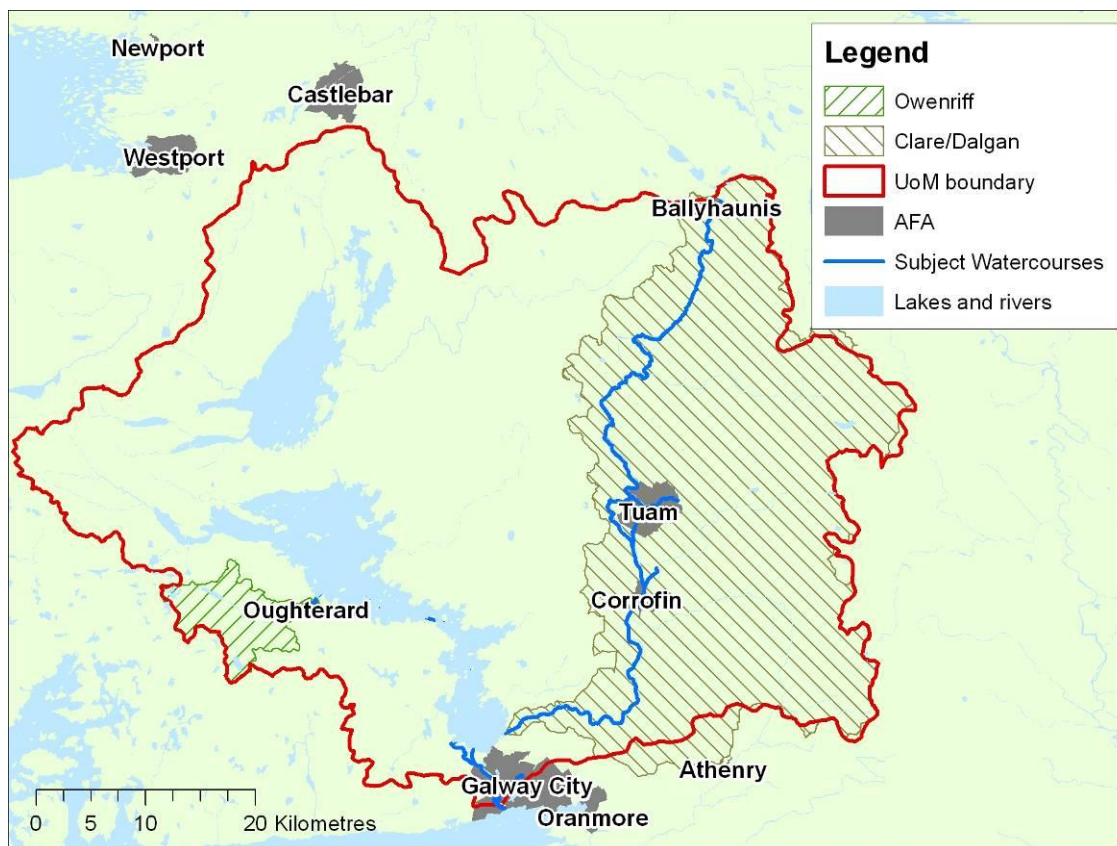 Newport
Castlebar
Westport
Ballyhaunis
Tuam
Corrofin
Oughterard
Athenry
Galway City
Oranmore
0 5 10 20 Kilometres
Legend
Owenriff
Clare/Dalgan
UoM boundary
AFA
Subject Watercourses
Lakes and rivers